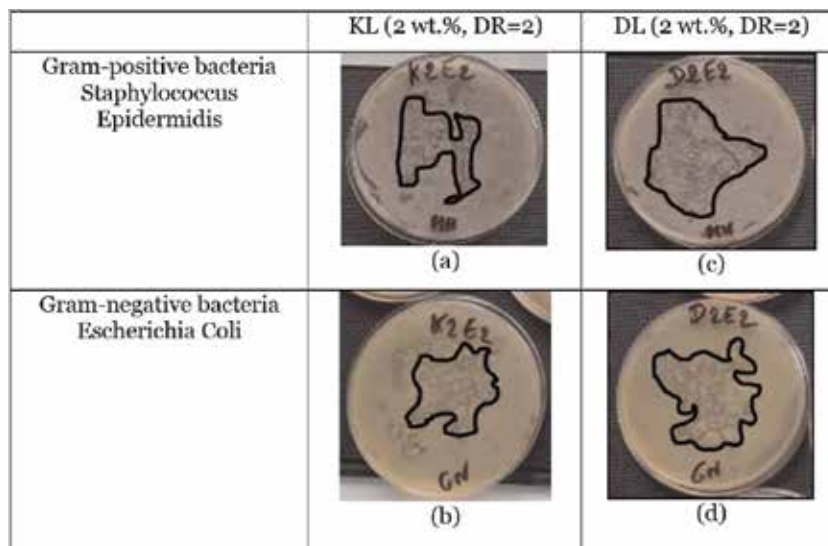 KL (2 wt.%, DR=2)
DL (2 wt.%, DR=2)
Gram-positive bacteria
Staphylococcus
Epidermidis
K2E2
D2E2
(a)
(c)
Gram-negative bacteria
Escherichia Coli
K2E2
GN
D2E2
GN
(b)
(d)